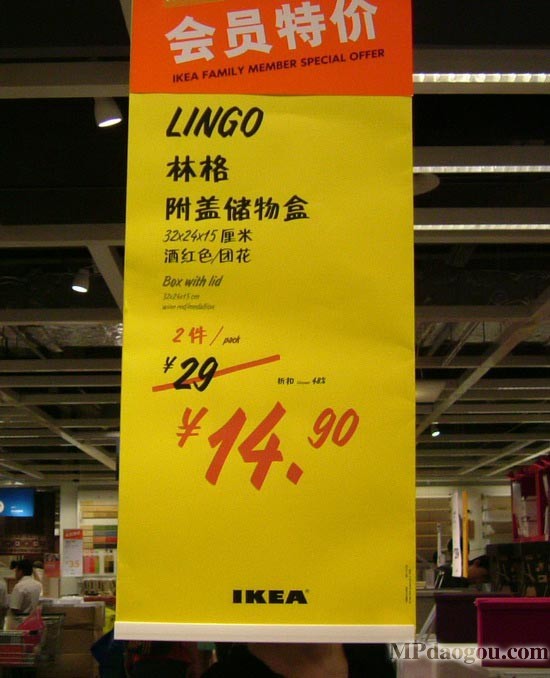 会员特价
IKEA FAMILY MEMBER SPECIAL OFFER
LINGO
林格
附盖储物盒
32x24x15 厘米
酒红色/团花
Box with lid
2 件 / pack
¥29
折扣 48%
¥14.90
IKEA
35
MPdaogou.com